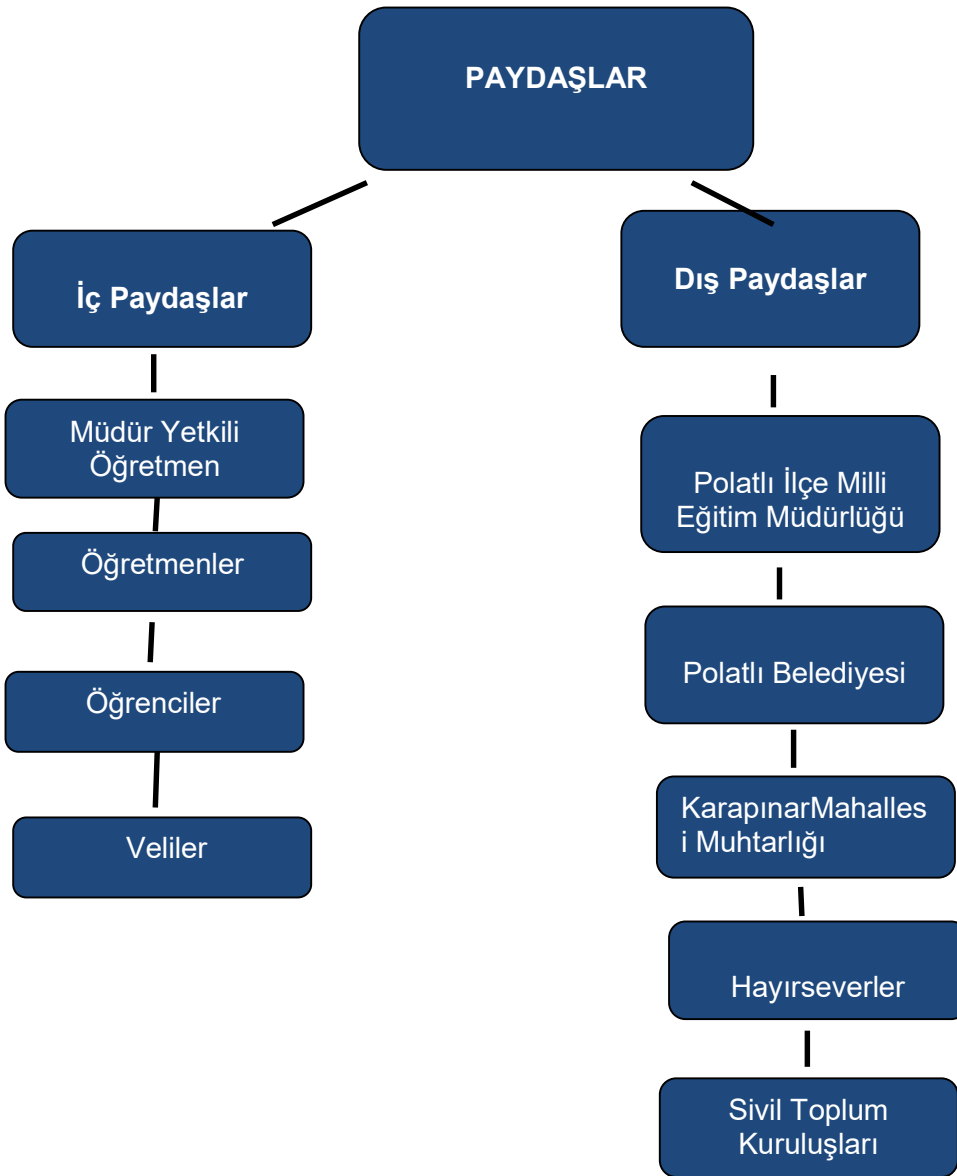 PAYDAŞLAR
İç Paydaşlar
Müdür Yetkili
Öğretmen
Öğretmenler
Öğrenciler
Veliler
Dış Paydaşlar
Polatlı İlçe Milli
Eğitim Müdürlüğü
Polatlı Belediyesi
KarapınarMahalles
i Muhtarlığı
Hayırseverler
Sivil Toplum
Kuruluşları